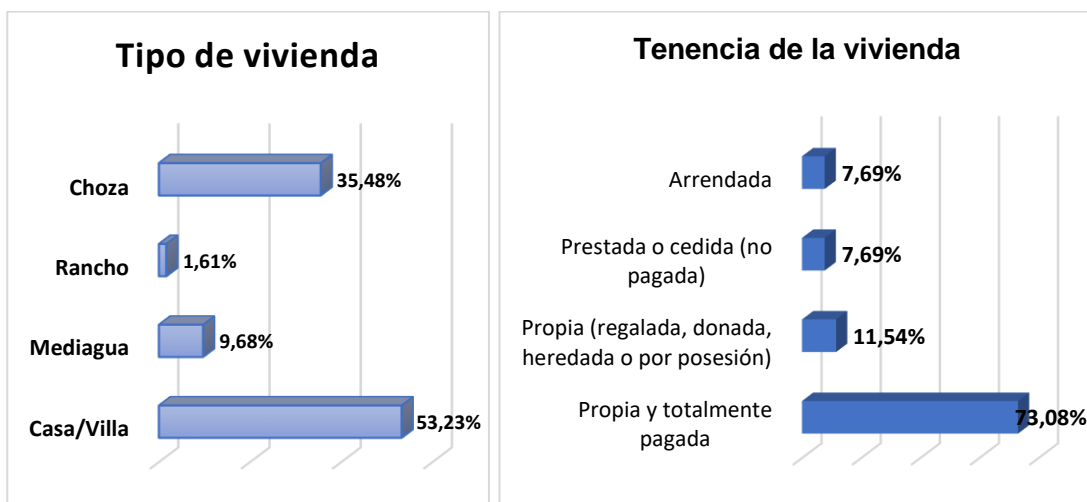 Tipo de vivienda
Choza
35,48%
Rancho
1,61%
Mediagua
9,68%
Casa/Villa
53,23%
Tenencia de la vivienda
Arrendada
7,69%
Prestada o cedida (no
pagada)
7,69%
Propia (regalada, donada,
heredada o por posesión)
11,54%
Propia y totalmente
pagada
73,08%